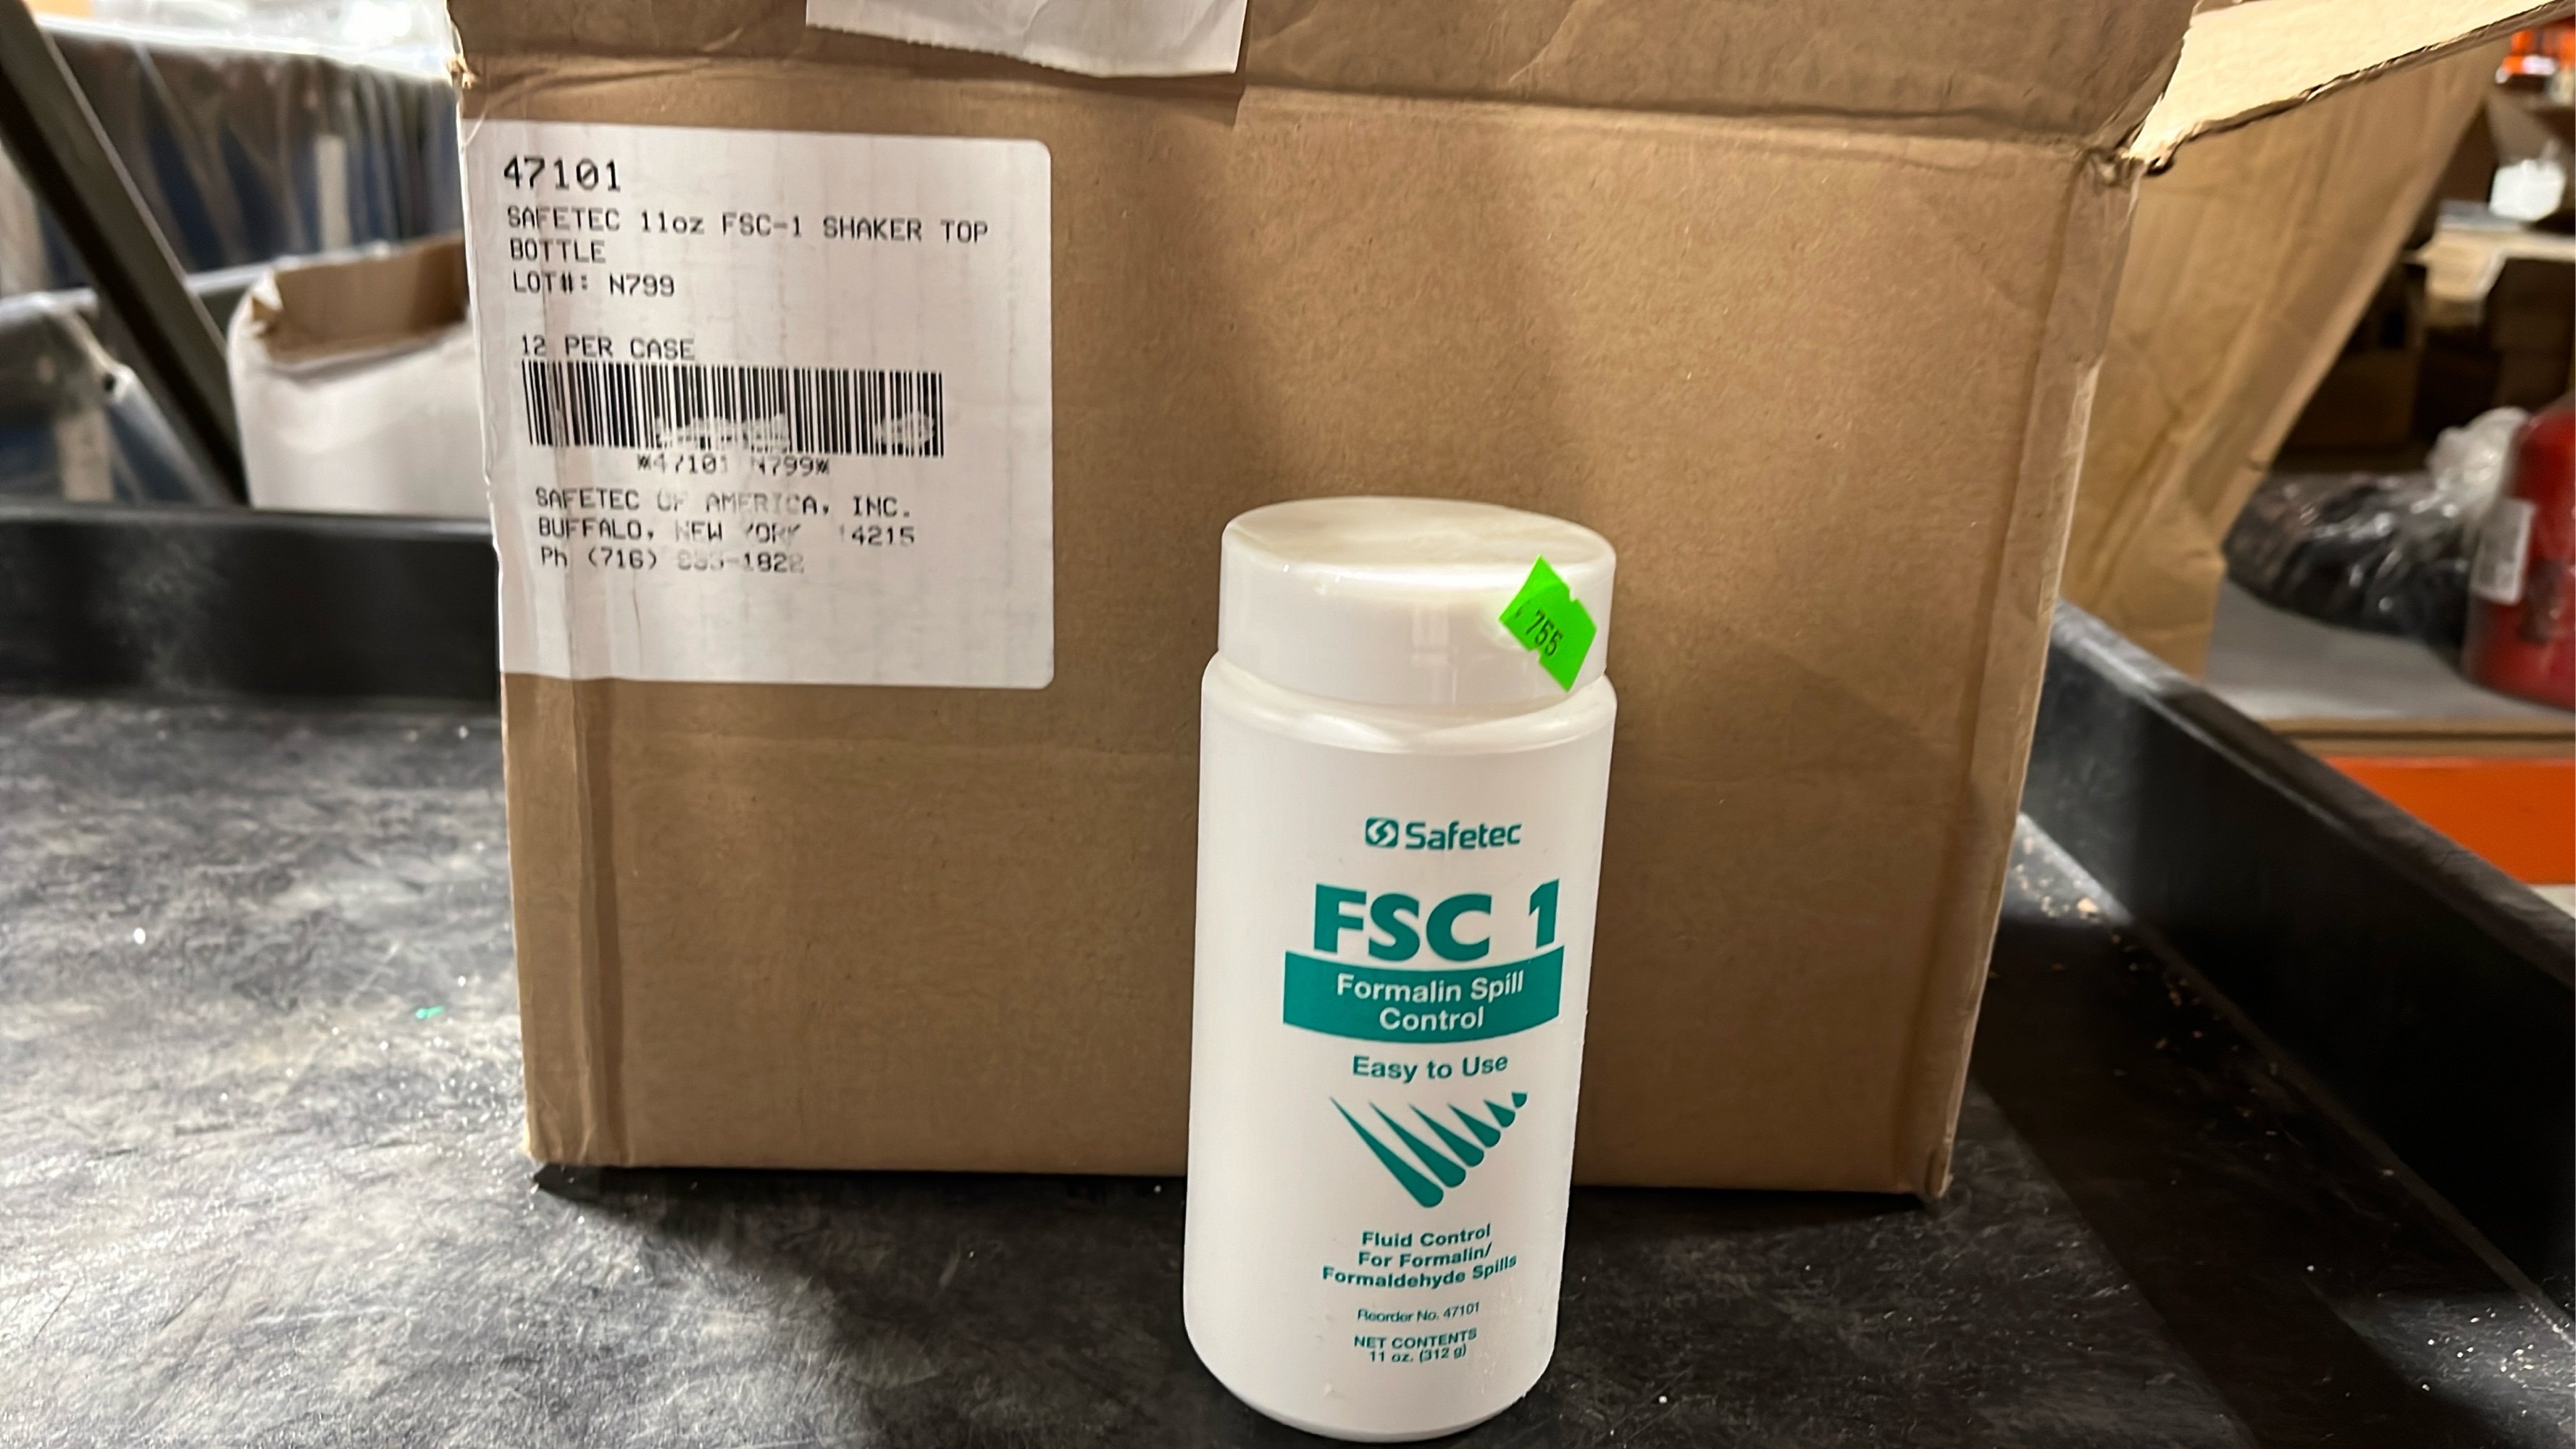 47101
SAFETEC 11oz FSC-1 SHAKER TOP
BOTTLE
LOT#: N799
12 PER CASE
*47101 N799*
SAFETEC OF AMERICA, INC.
BUFFALO, NEW YORK 14215
Ph (716)
755
Safetec
FSC 1
Formalin Spill
Control
Easy to Use
Fluid Control
For Formalin/
Formaldehyde Spills
Reorder No. 47101
NET CONTENTS
11 oz. (312 g)